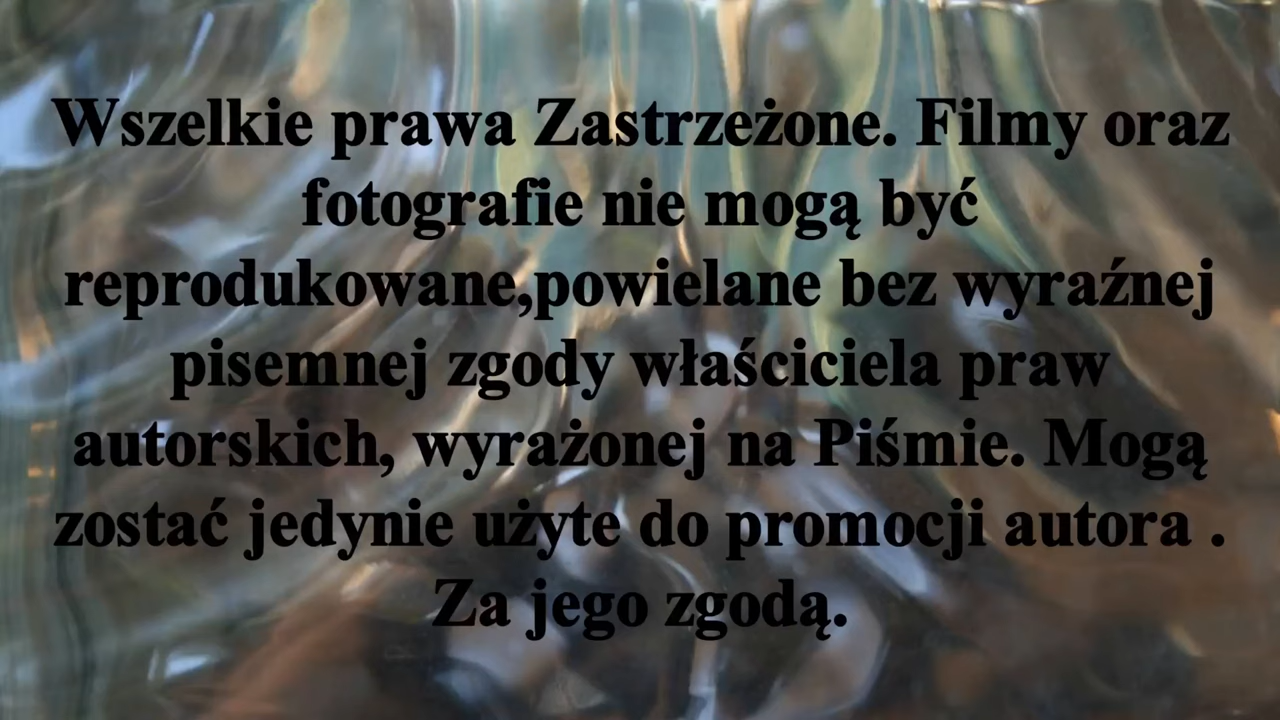 Wszelkie prawa Zastrzeżone. Filmy oraz
fotografie nie mogą być
reprodukowane,powielane bez wyraźnej
pisemnej zgody właściciela praw
autorskich, wyrażonej na Piśmie. Mogą
zostać jedynie użyte do promocji autora .
Za jego zgodą.